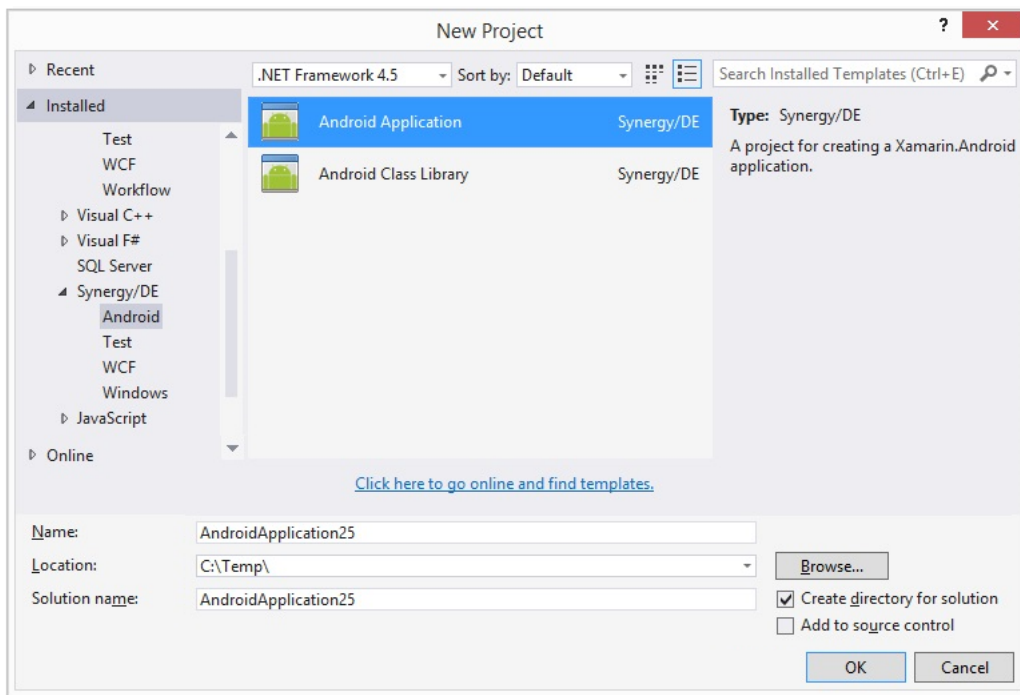 New Project
?
Recent
.NET Framework 4.5
Sort by: Default
Search Installed Templates (Ctrl+E)
Installed
Test
WCF
Workflow
Visual C++
Visual F#
SQL Server
Synergy/DE
Android
Test
WCF
Windows
JavaScript
Online
Android Application Synergy/DE
Android Class Library Synergy/DE
Type: Synergy/DE
A project for creating a Xamarin.Android
application.
Click here to go online and find templates.
Name: AndroidApplication25
Location: C:\Temp\
Browse...
Solution name: AndroidApplication25
Create directory for solution
Add to source control
OK
Cancel